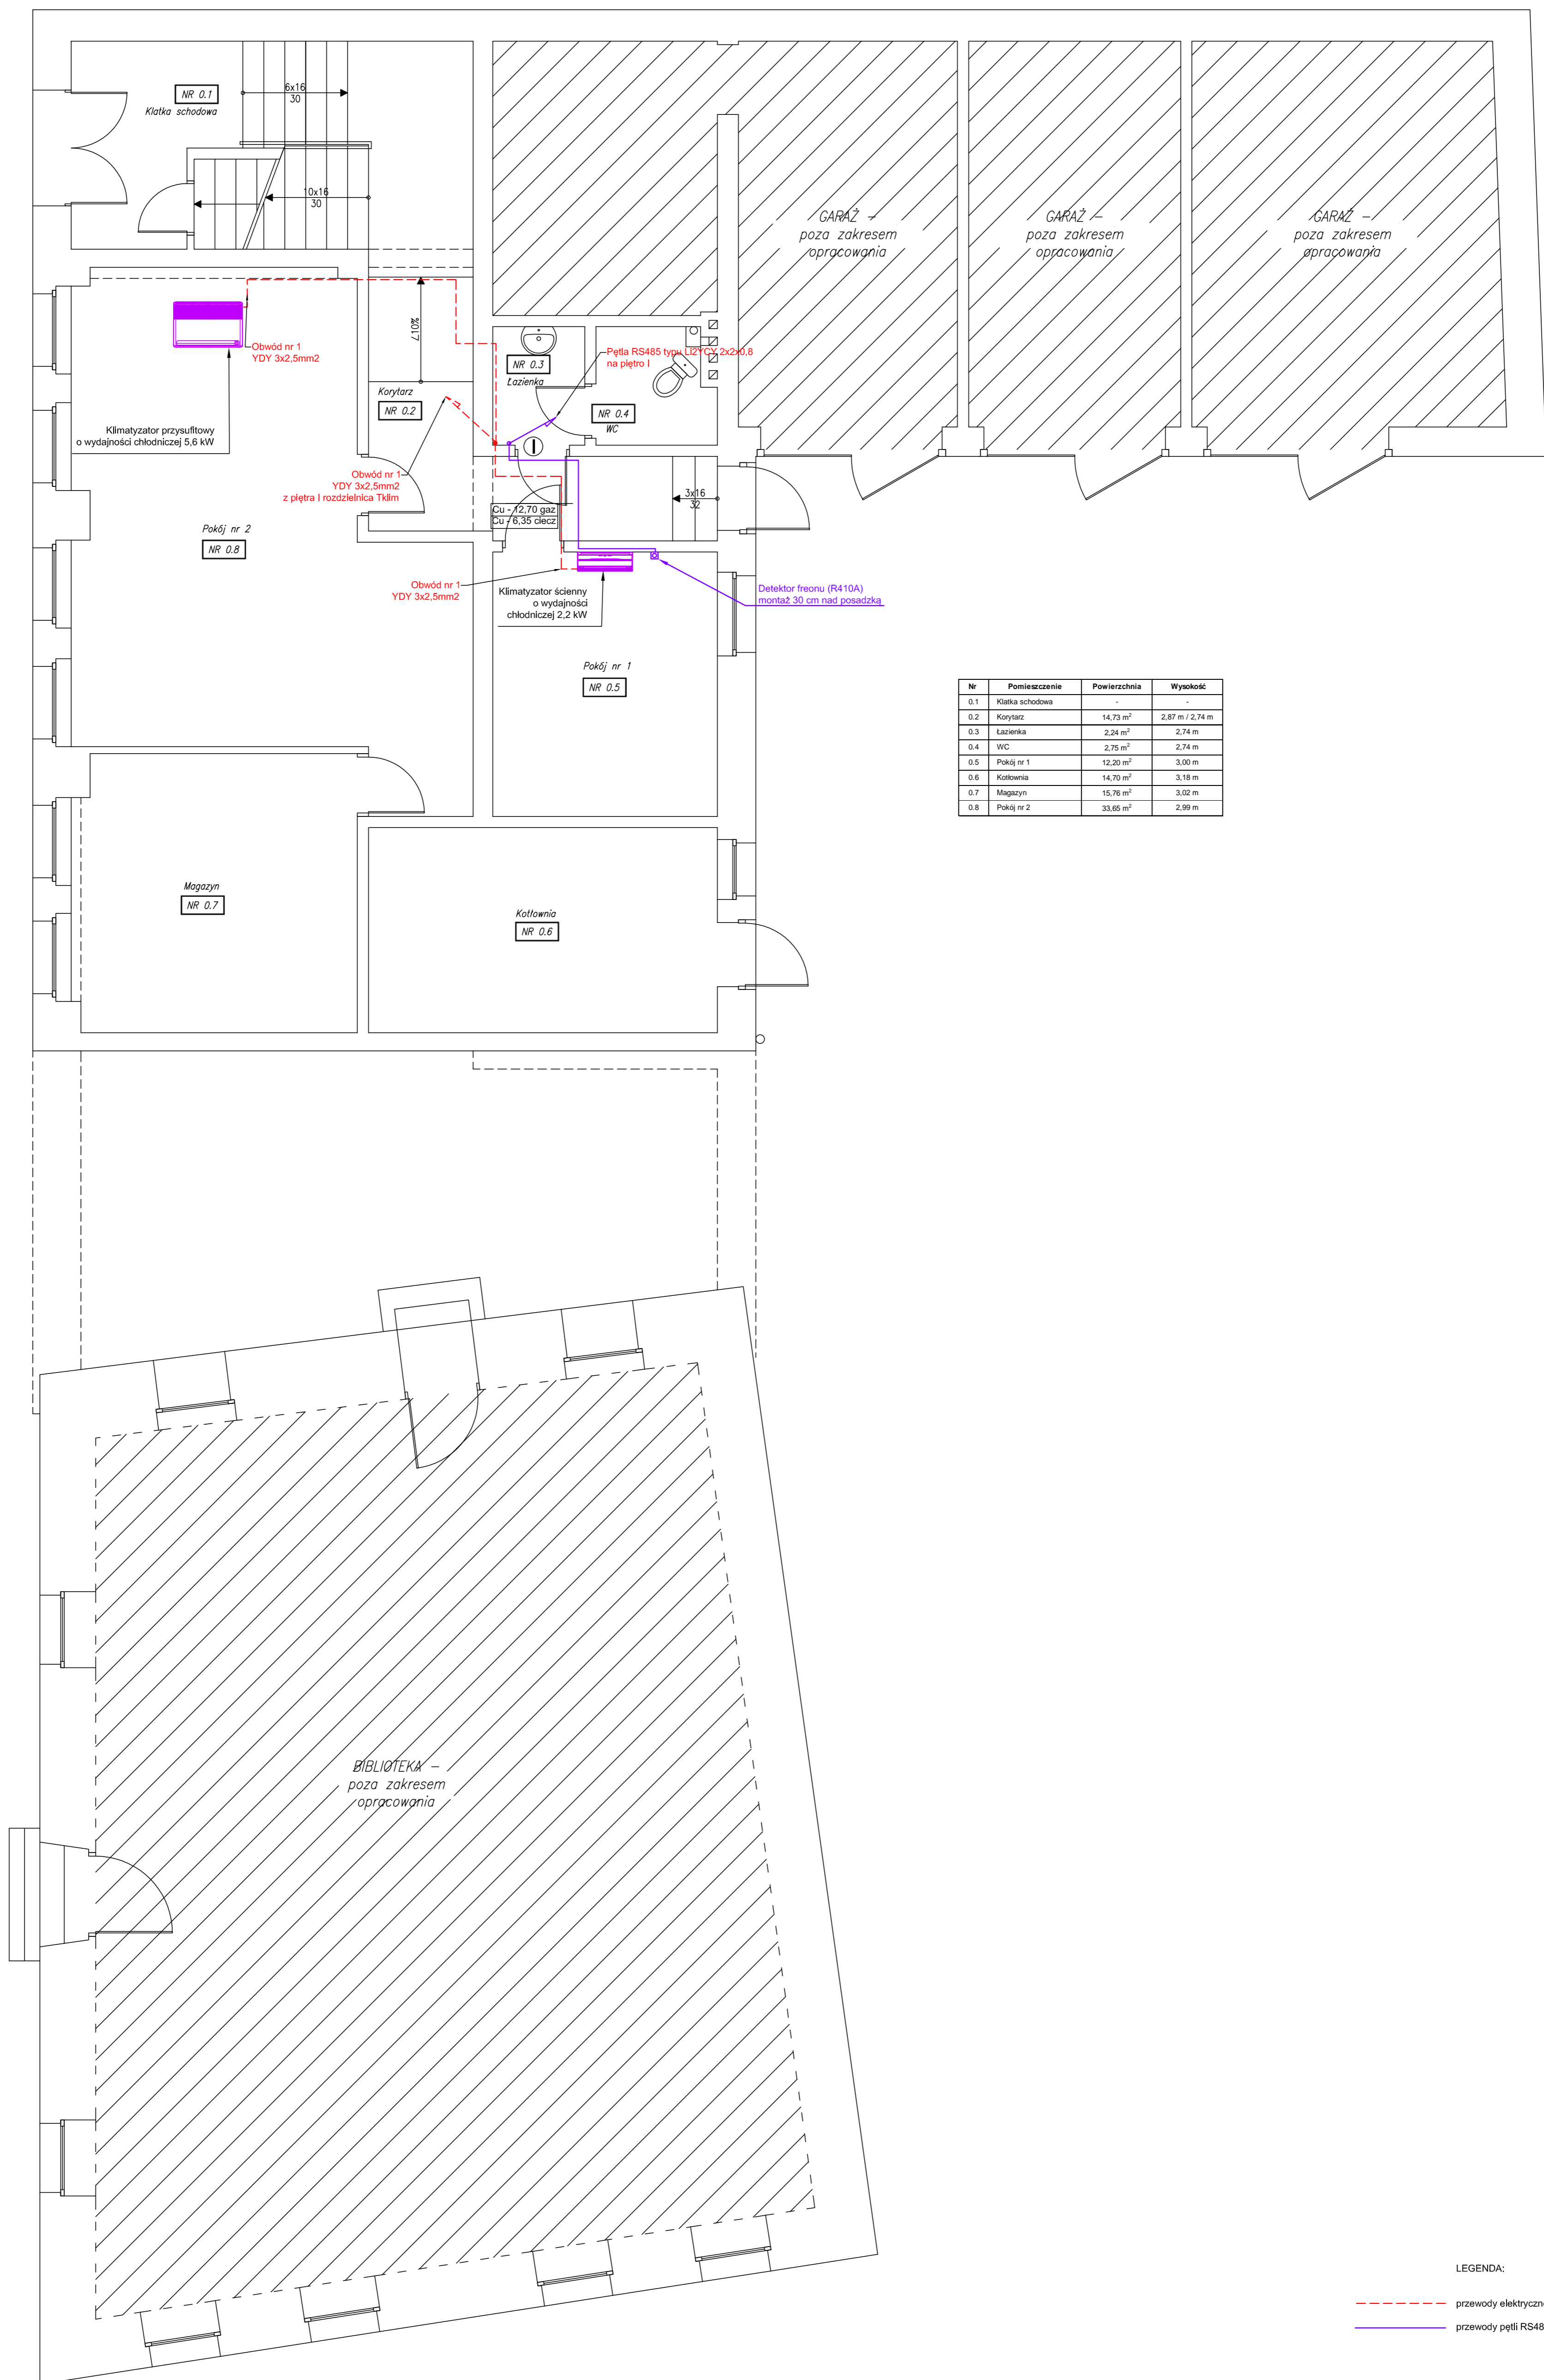 NR 0.1
Klatka schodowa
6x16
30
10x16
30
GARAŻ –
poza zakresem
opracowania
GARAŻ –
poza zakresem
opracowania
GARAŻ –
poza zakresem
opracowania
Obwód nr 1
YDY 3x2,5mm2
∠10%
NR 0.3
Łazienka
Pętla RS485 typu LI2YCY 2x2x0,8
na piętro I
Korytarz
NR 0.2
NR 0.4
WC
Klimatyzator przysufitowy
o wydajności chłodniczej 5,6 kW
Obwód nr 1
YDY 3x2,5mm2
z piętra I rozdzielnica Tklim
3x16
32
Cu - 12,70 gaz
Cu - 6,35 ciecz
Pokój nr 2
NR 0.8
Obwód nr 1
YDY 3x2,5mm2
Klimatyzator ścienny
o wydajności
chłodniczej 2,2 kW
Detektor freonu (R410A)
montaż 30 cm nad posadzką
Pokój nr 1
NR 0.5
Nr Pomieszczenie Powierzchnia Wysokość
0.1 Klatka schodowa - -
0.2 Korytarz 14,73 m² 2,87 m / 2,74 m
0.3 Łazienka 2,24 m² 2,74 m
0.4 WC 2,75 m² 2,74 m
0.5 Pokój nr 1 12,20 m² 3,00 m
0.6 Kotłownia 14,70 m² 3,18 m
0.7 Magazyn 15,76 m² 3,02 m
0.8 Pokój nr 2 33,65 m² 2,99 m
Magazyn
NR 0.7
Kotłownia
NR 0.6
BIBLIOTEKA –
poza zakresem
opracowania
LEGENDA:
przewody elektryczn
przewody pętli RS48